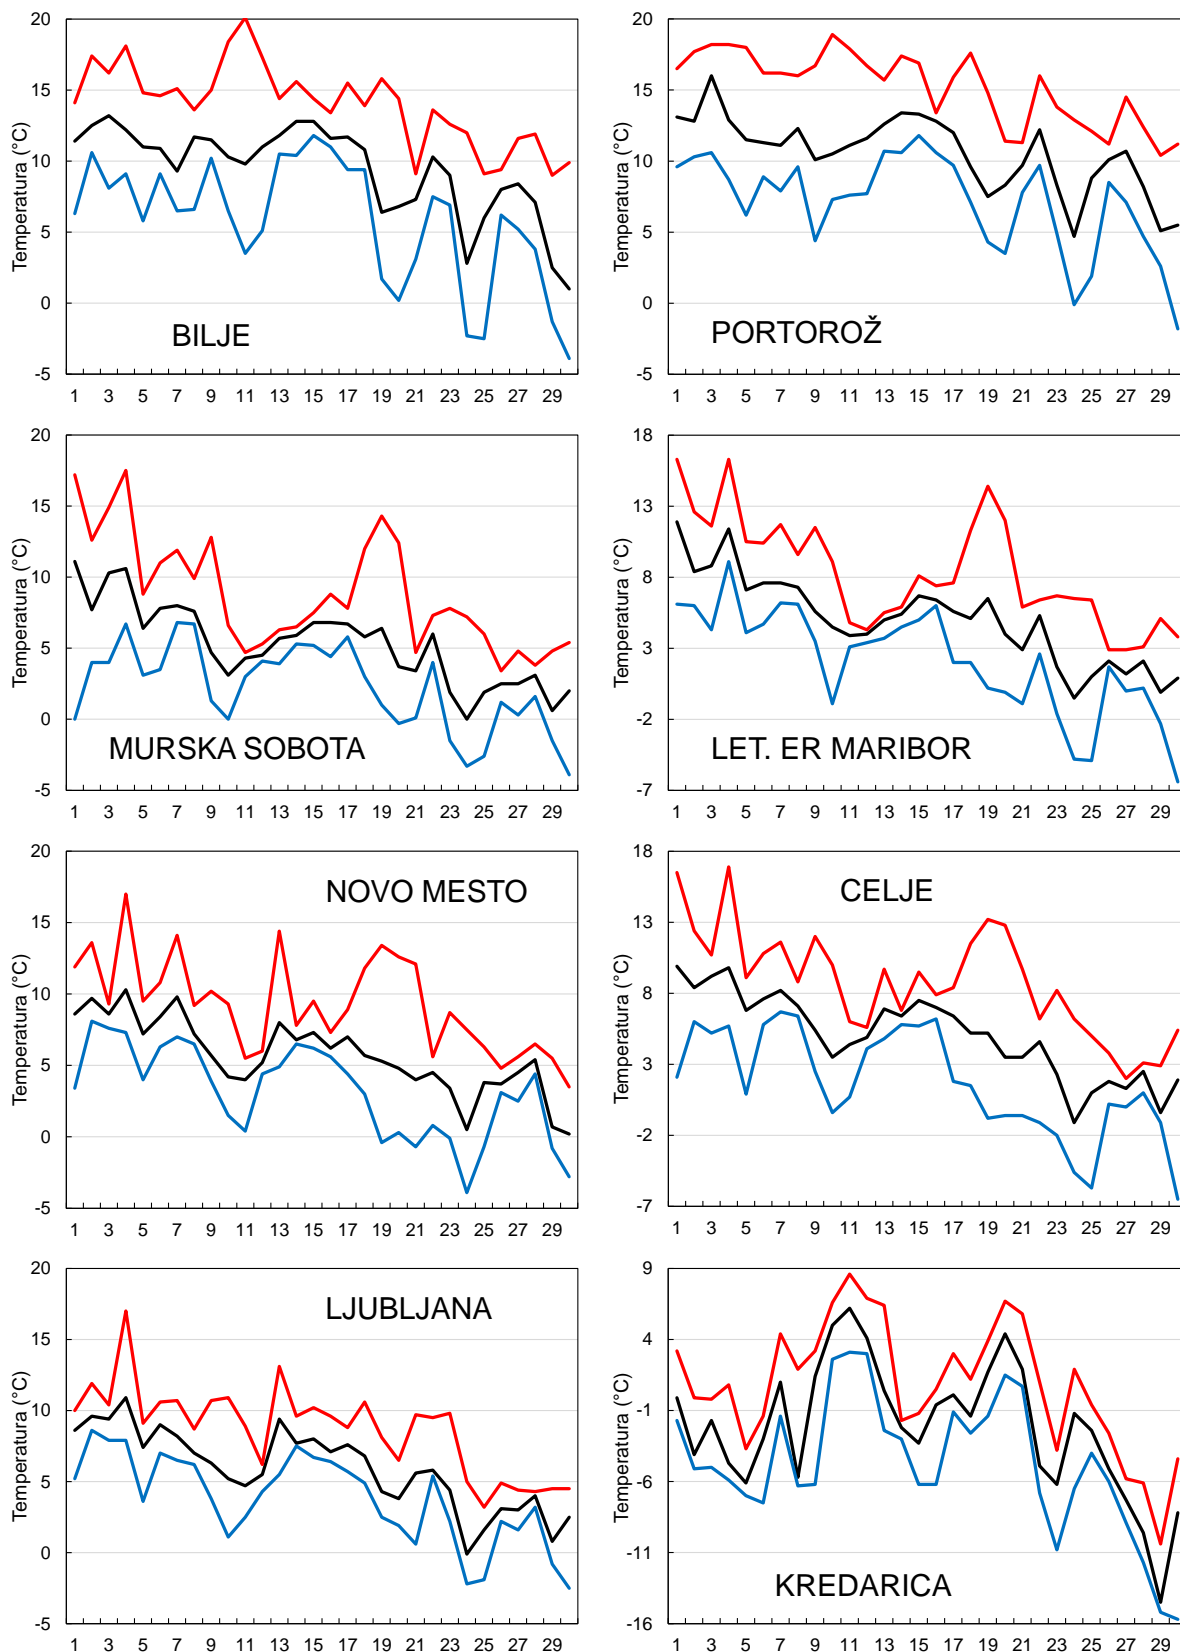 20
15
10
5
0
-5
Temperatura (°C)
BILJE
1 3 5 7 9 11 13 15 17 19 21 23 25 27 29
20
15
10
5
0
-5
Temperatura (°C)
PORTOROŽ
1 3 5 7 9 11 13 15 17 19 21 23 25 27 29
20
15
10
5
0
-5
Temperatura (°C)
MURSKA SOBOTA
1 3 5 7 9 11 13 15 17 19 21 23 25 27 29
18
13
8
3
-2
-7
Temperatura (°C)
LET. ER MARIBOR
1 3 5 7 9 11 13 15 17 19 21 23 25 27 29
20
15
10
5
0
-5
Temperatura (°C)
NOVO MESTO
1 3 5 7 9 11 13 15 17 19 21 23 25 27 29
18
13
8
3
-2
-7
Temperatura (°C)
CELJE
1 3 5 7 9 11 13 15 17 19 21 23 25 27 29
20
15
10
5
0
-5
Temperatura (°C)
LJUBLJANA
1 3 5 7 9 11 13 15 17 19 21 23 25 27 29
9
4
-1
-6
-11
-16
Temperatura (°C)
KREDARICA
1 3 5 7 9 11 13 15 17 19 21 23 25 27 29